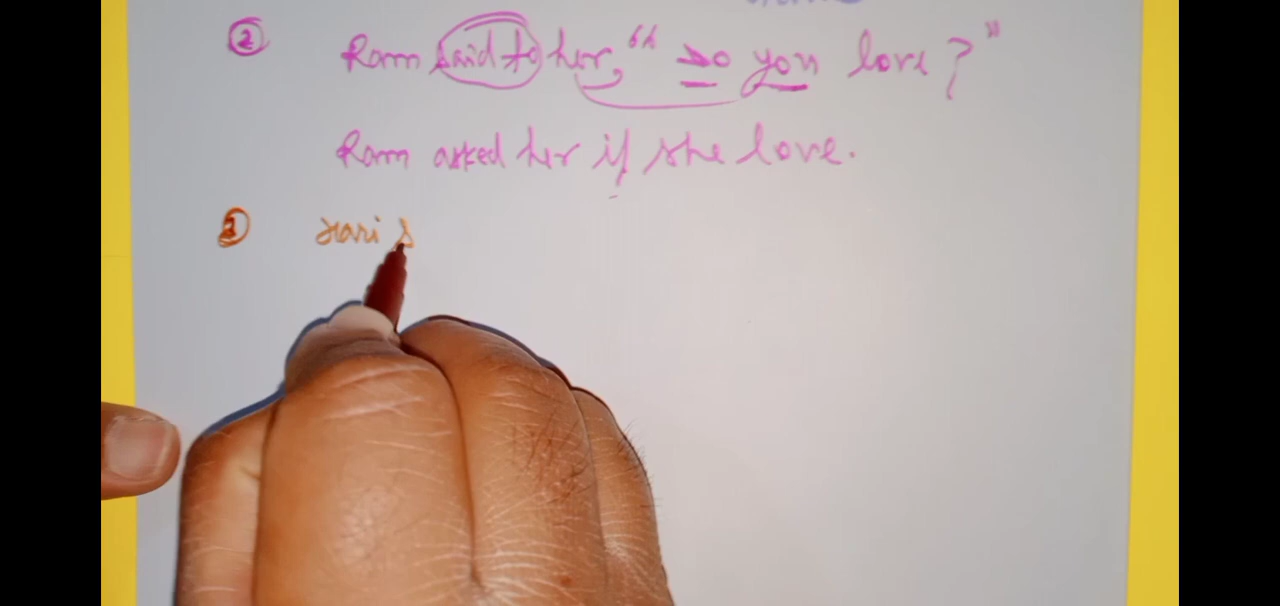 ② Ram said to her, "Do you love?"
Ram asked her if she love.
③ Hari s